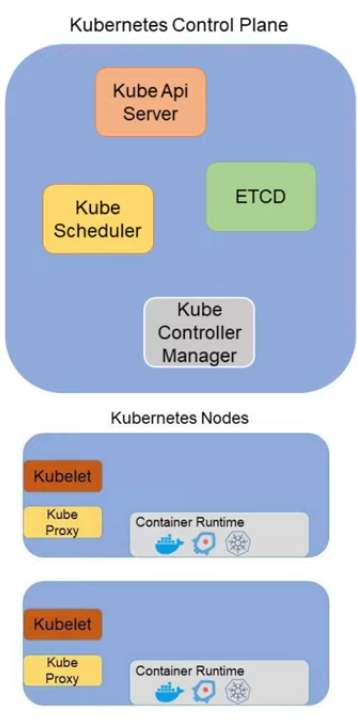 Kubernetes Control Plane
Kube Api
Server
ETCD
Kube
Scheduler
Kube
Controller
Manager
Kubernetes Nodes
Kubelet
Kube
Proxy
Container Runtime
Kubelet
Kube
Proxy
Container Runtime